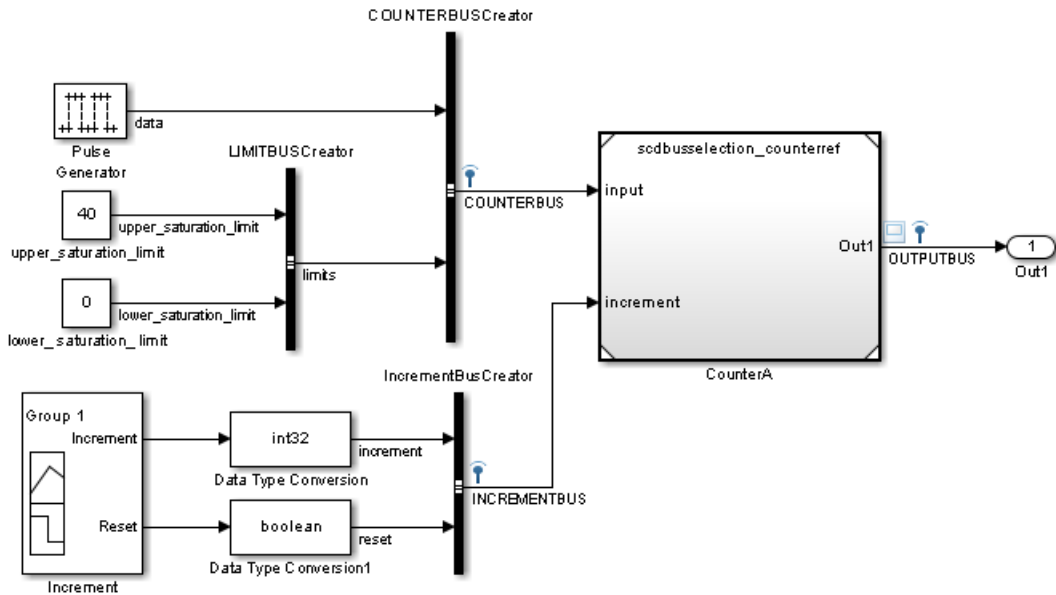 COUNTERBUSCreator
data
Pulse
Generator
LIMITBUSCreator
40
upper_saturation_limit
upper_saturation_limit
limits
0
lower_saturation_limit
lower_saturation_limit
COUNTERBUS
scdbusselection_counterref
input
increment
Out1
CounterA
OUTPUTBUS
1
Out1
IncrementBusCreator
Group 1
Increment
Reset
Increment
int32
increment
Data Type Conversion
boolean
reset
Data Type Conversion1
INCREMENTBUS